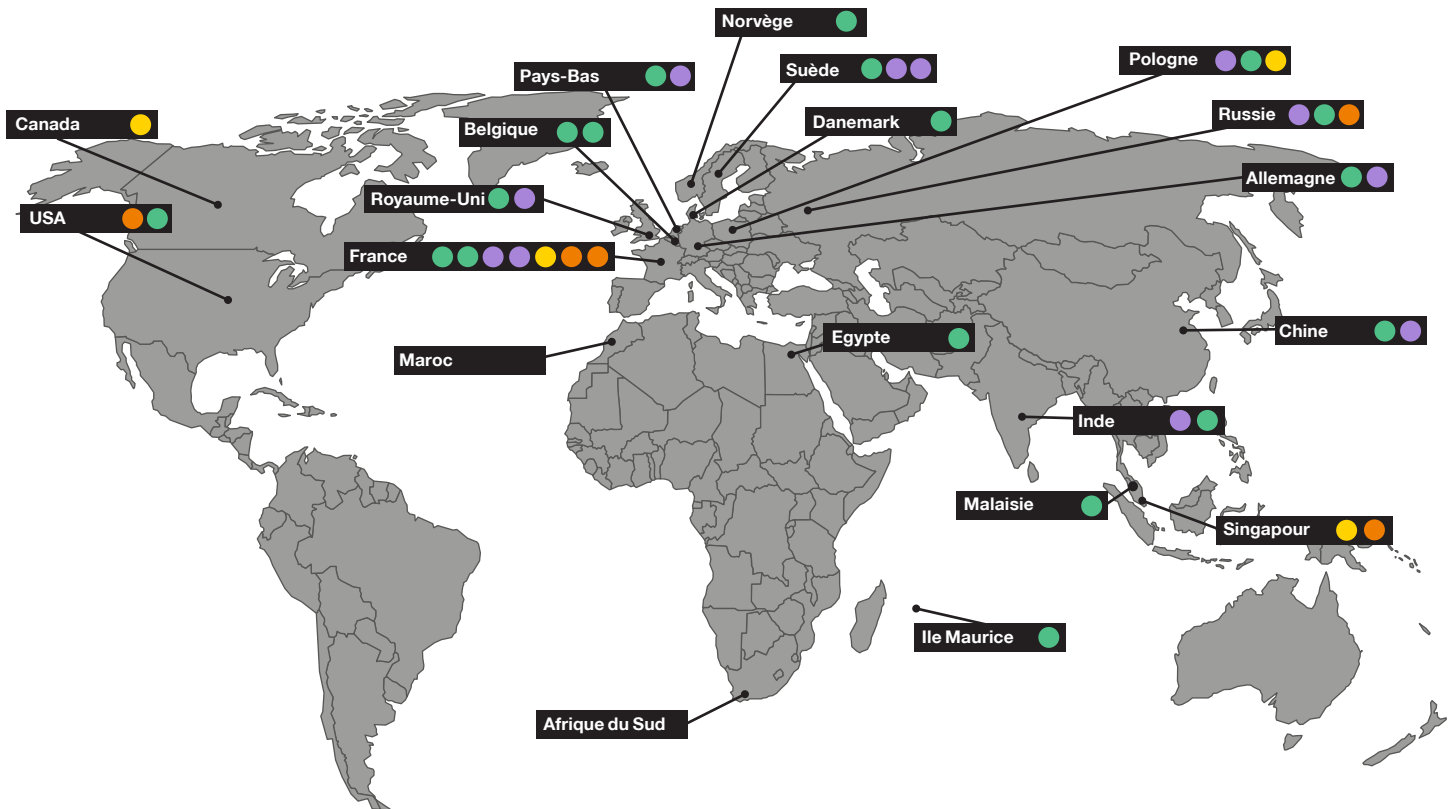 Norvège
Pologne
Suède
Pays-Bas
Russie
Canada
Danemark
Belgique
Allemagne
Royaume-Uni
USA
France
Chine
Egypte
Maroc
Inde
Malaisie
Singapour
Ile Maurice
Afrique du Sud